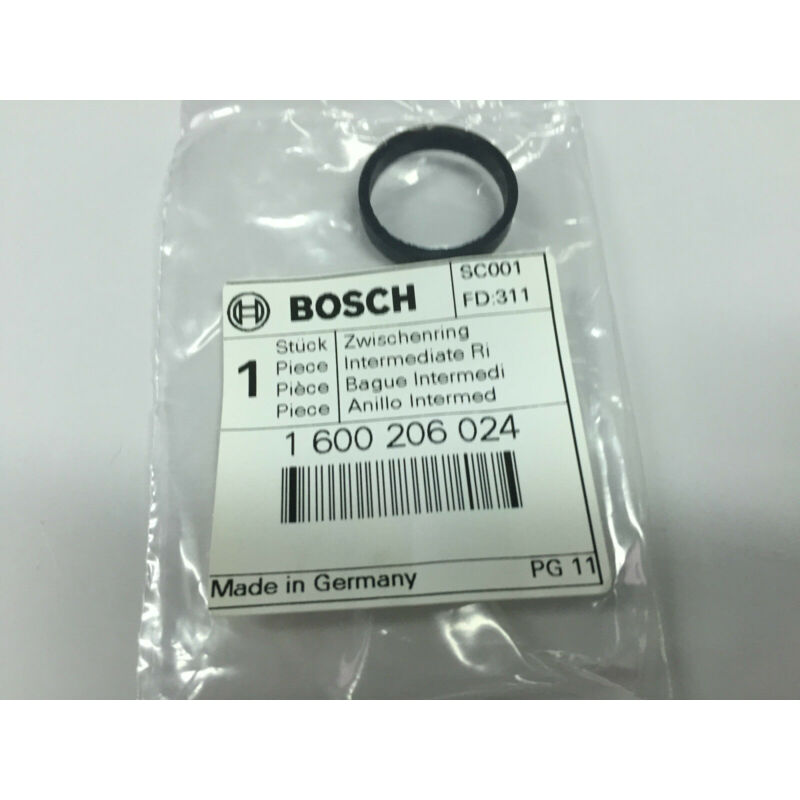 BOSCH
SC001
FD:311
1
Stück Zwischenring
Piece Intermediate Ri
Pièce Bague Intermedi
Piece Anillo Intermed
1 600 206 024
Made in Germany PG 11